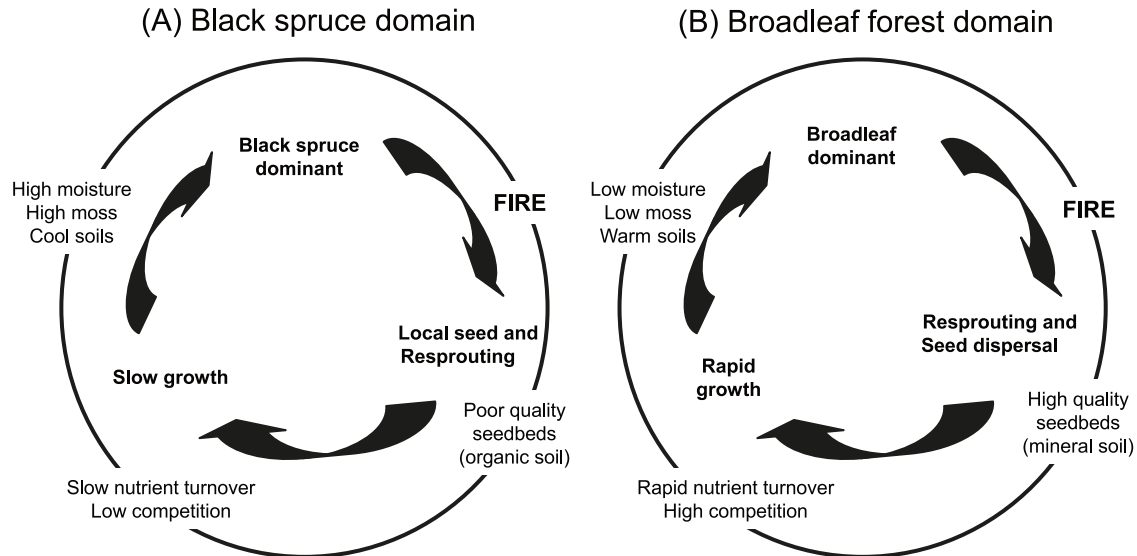 (A) Black spruce domain
Black spruce
dominant
FIRE
High moisture
High moss
Cool soils
Local seed and
Resprouting
Slow growth
Poor quality
seedbeds
(organic soil)
Slow nutrient turnover
Low competition
(B) Broadleaf forest domain
Broadleaf
dominant
FIRE
Low moisture
Low moss
Warm soils
Resprouting and
Seed dispersal
Rapid
growth
High quality
seedbeds
(mineral soil)
Rapid nutrient turnover
High competition